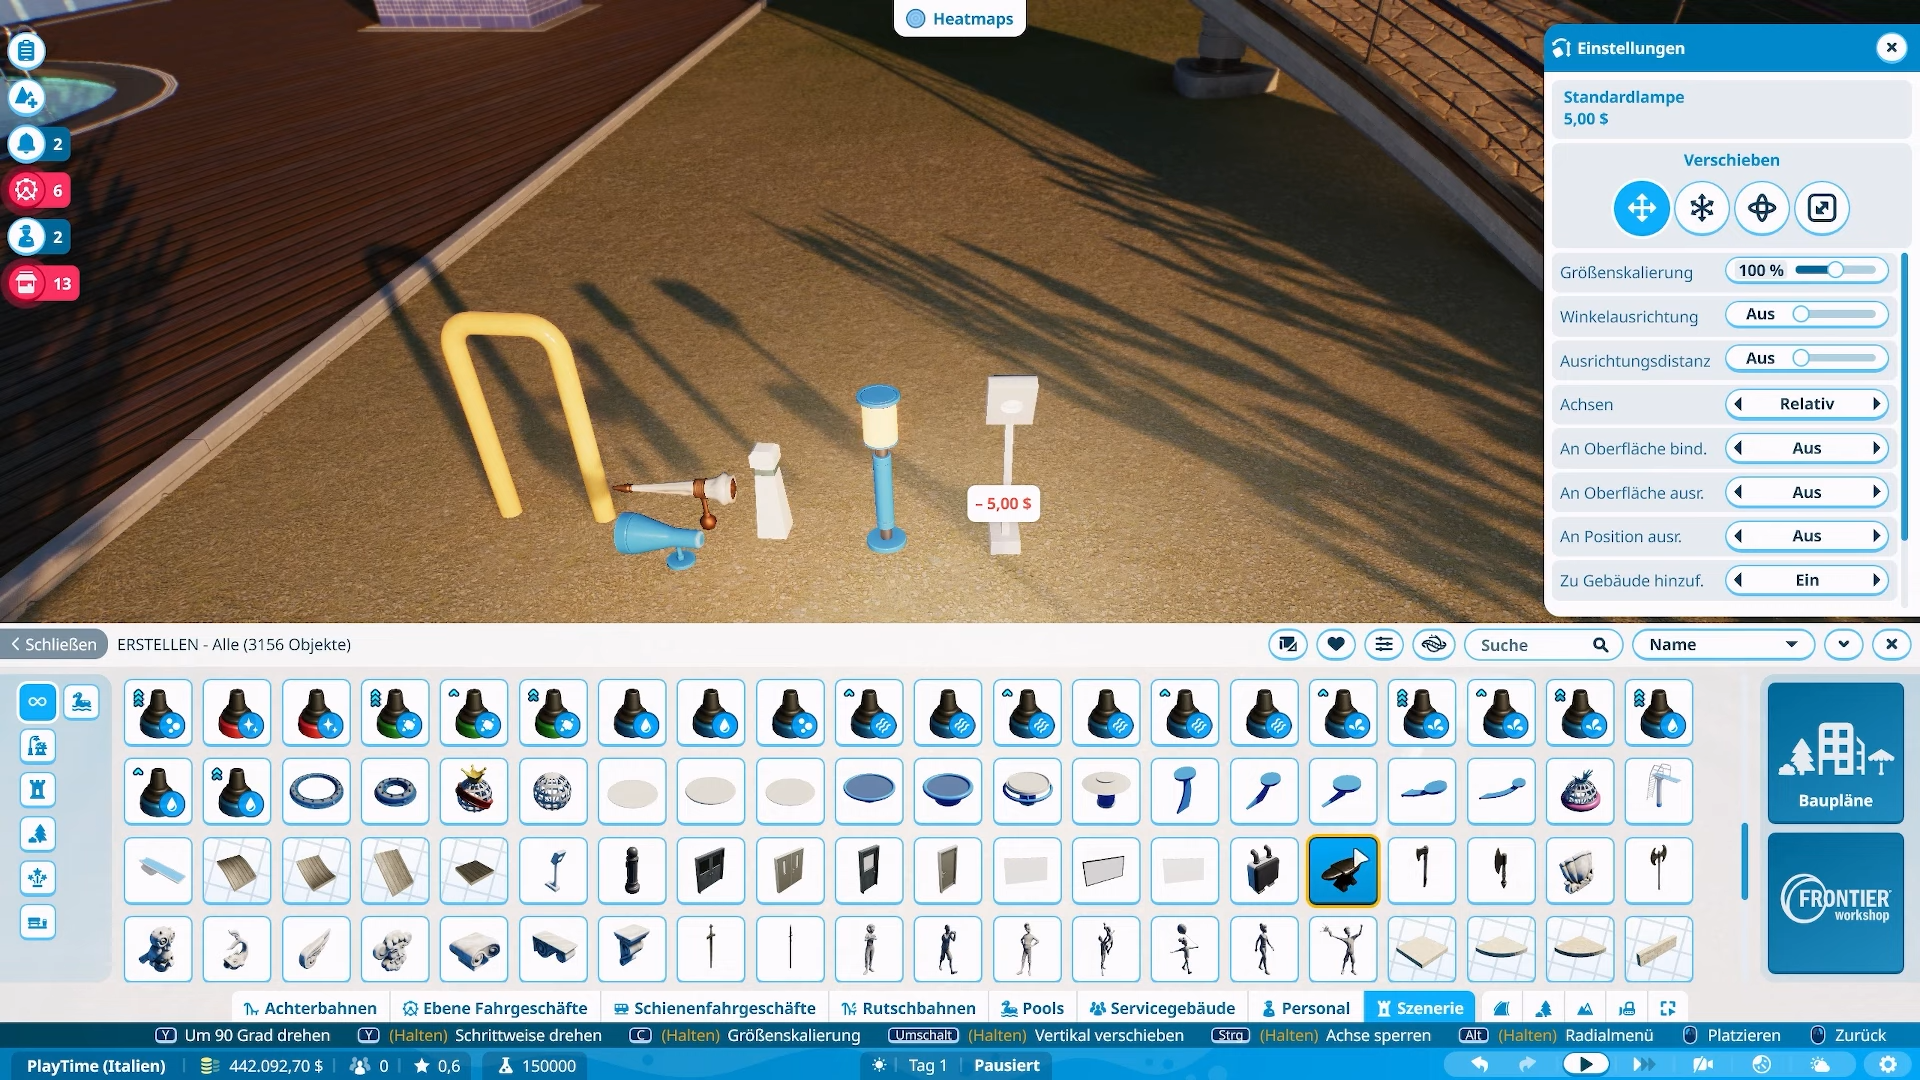 Heatmaps
2
6
2
13
Einstellungen
Standardlampe
5,00 $
Verschieben
Größenskalierung 100 %
Winkelausrichtung Aus
Ausrichtungsdistanz Aus
Achsen Relativ
An Oberfläche bind. Aus
An Oberfläche ausr. Aus
An Position ausr. Aus
Zu Gebäude hinzuf. Ein
- 5,00 $
Schließen ERSTELLEN - Alle (3156 Objekte) Suche Name
Baupläne
FRONTIER
workshop
Achterbahnen Ebene Fahrgeschäfte Schienenfahrgeschäfte Rutschbahnen Pools Servicegebäude Personal Szenerie
Y Um 90 Grad drehen Y (Halten) Schrittweise drehen C (Halten) Größenskalierung Umschalt (Halten) Vertikal verschieben Strg (Halten) Achse sperren Alt (Halten) Radialmenü Platzieren Zurück
PlayTime (Italien) 442.092,70 $ 0 0,6 150000 Tag 1 Pausiert